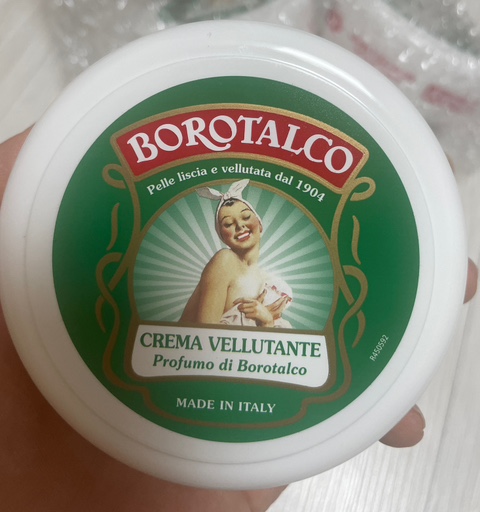 BOROTALCO
Pelle liscia e vellutata dal 1904
CREMA VELLUTANTE
Profumo di Borotalco
MADE IN ITALY
R450592